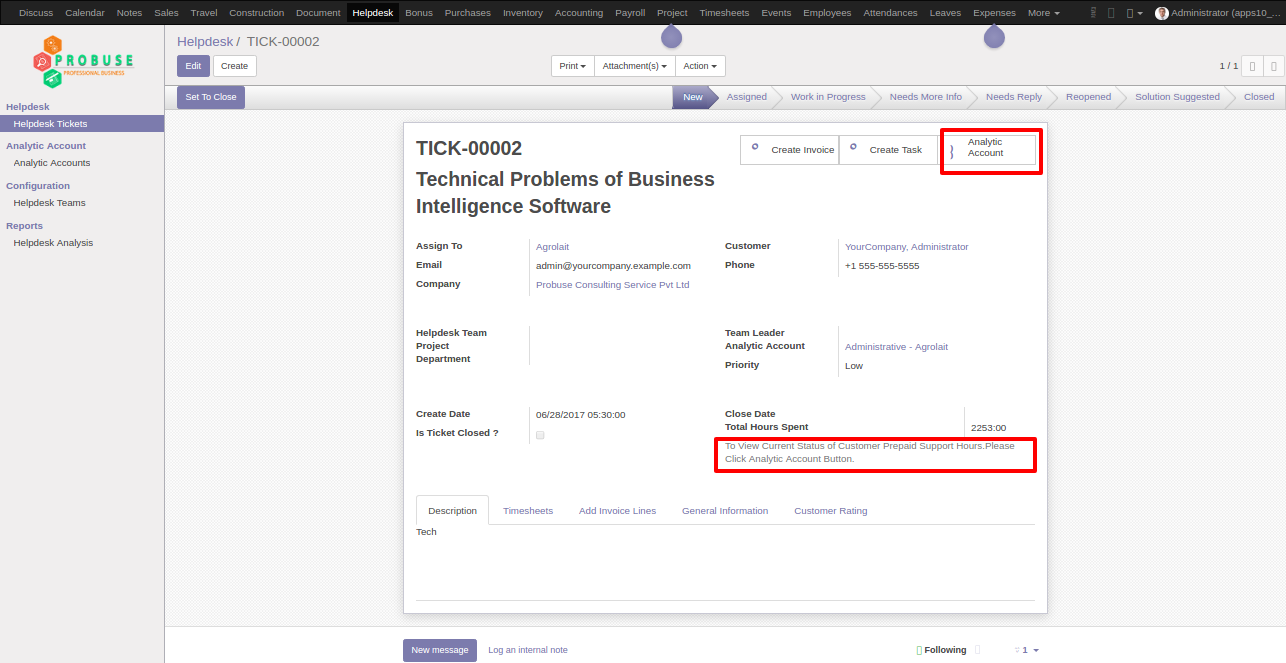 Discuss Calendar Notes Sales Travel Construction Document Helpdesk Bonus Purchases Inventory Accounting Payroll Project Timesheets Events Employees Attendances Leaves Expenses More Administrator (apps10_...
PROBUSE
PROFESSIONAL BUSINESS
Helpdesk / TICK-00002
Edit Create Print Attachment(s) Action 1 / 1
Set To Close New Assigned Work in Progress Needs More Info Needs Reply Reopened Solution Suggested Closed
Helpdesk
Helpdesk Tickets
Analytic Account
Analytic Accounts
Configuration
Helpdesk Teams
Reports
Helpdesk Analysis
TICK-00002
Create Invoice Create Task Analytic
Account
Technical Problems of Business
Intelligence Software
Assign To Agrolait Customer YourCompany, Administrator
Email admin@yourcompany.example.com Phone +1 555-555-5555
Company Probuse Consulting Service Pvt Ltd
Helpdesk Team Team Leader
Project Analytic Account Administrative - Agrolait
Department Priority Low
Create Date 06/28/2017 05:30:00 Close Date
Is Ticket Closed ? Total Hours Spent 2253:00
To View Current Status of Customer Prepaid Support Hours.Please
Click Analytic Account Button.
Description Timesheets Add Invoice Lines General Information Customer Rating
Tech
New message Log an internal note Following 1